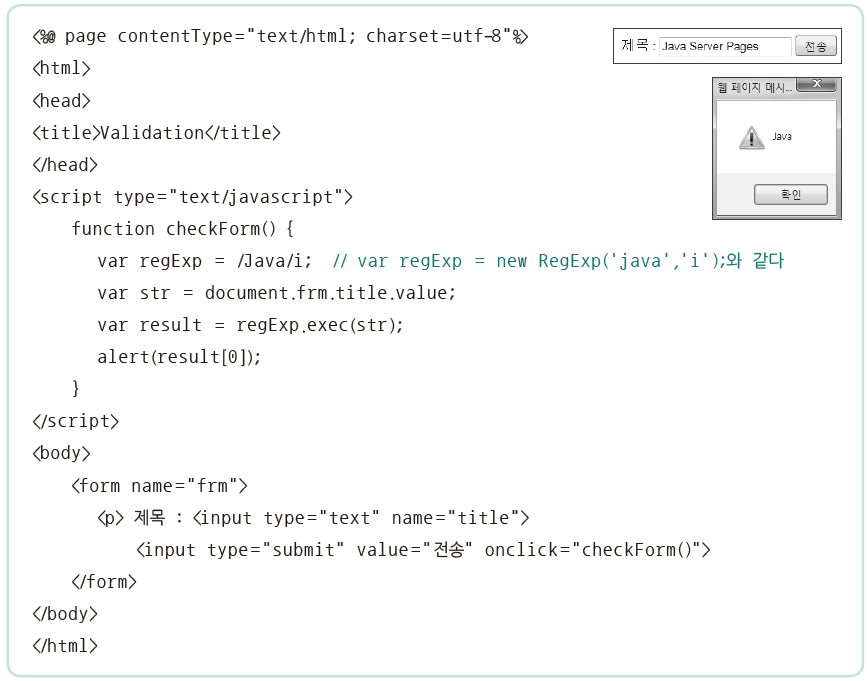 <%@ page contentType="text/html; charset=utf-8"%>
<html>
<head>
<title>Validation</title>
</head>
<script type="text/javascript">
function checkForm() {
var regExp = /Java/i; // var regExp = new RegExp('java','i');와 같다
var str = document.frm.title.value;
var result = regExp.exec(str);
alert(result[0]);
}
</script>
<body>
<form name="frm">
<p> 제목 : <input type="text" name="title">
<input type="submit" value="전송" onclick="checkForm()">
</form>
</body>
</html>
제목 : Java Server Pages 전송
웹 페이지 메시... X
Java
확인